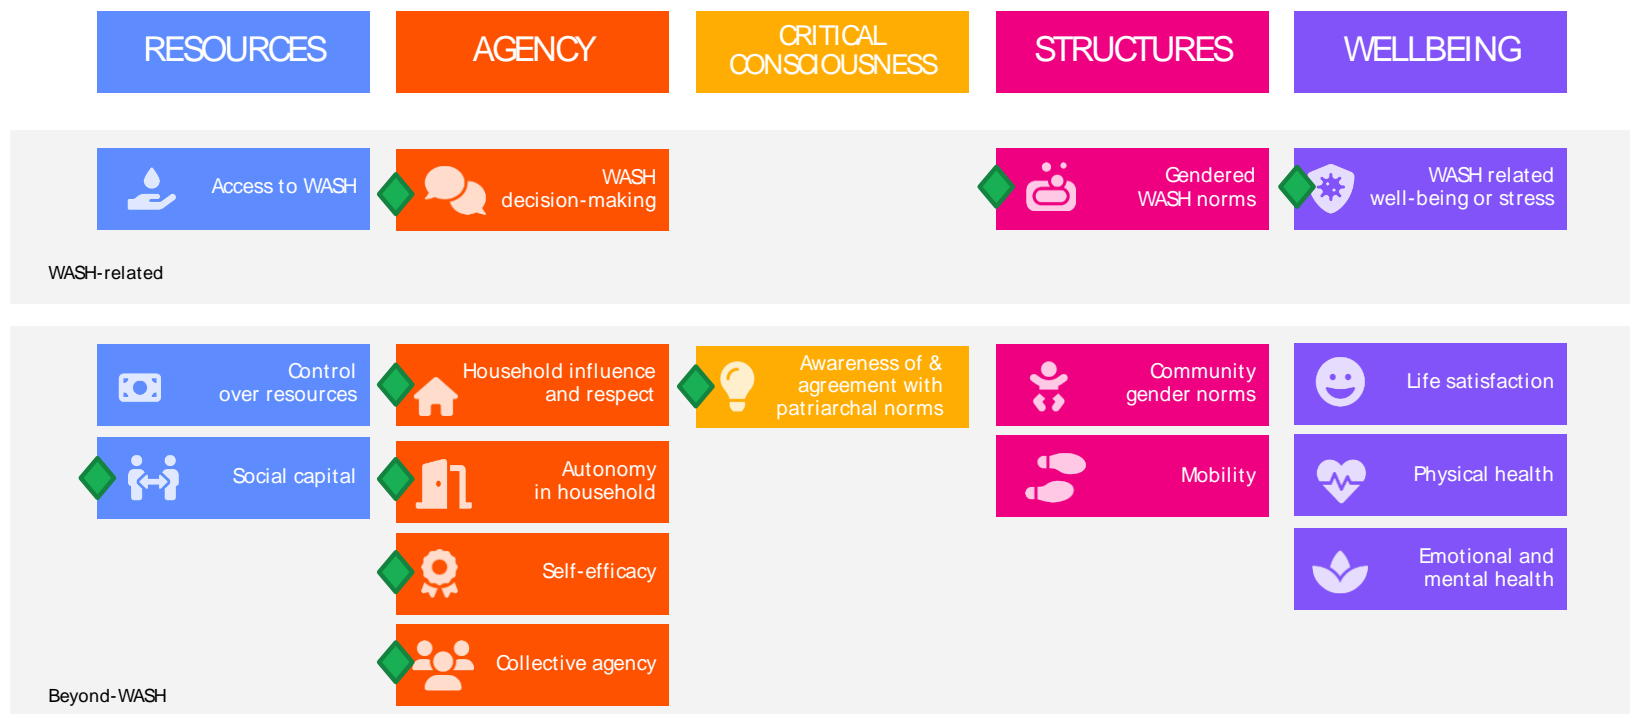 RESOURCES
AGENCY
CRITICAL
CONSCIOUSNESS
STRUCTURES
WELLBEING
Access to WASH
WASH
decision-making
Gendered
WASH norms
WASH related
well-being or stress
WASH-related
Control
over resources
Household influence
and respect
Awareness of &
agreement with
patriarchal norms
Community
gender norms
Life satisfaction
Social capital
Autonomy
in household
Mobility
Physical health
Self-efficacy
Emotional and
mental health
Collective agency
Beyond-WASH